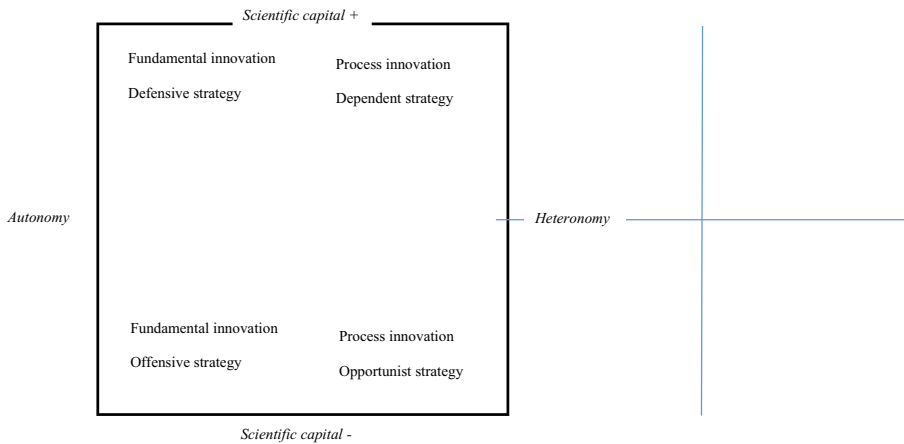 Scientific capital +
Fundamental innovation
Process innovation
Defensive strategy
Dependent strategy
Autonomy
Heteronomy
Fundamental innovation
Process innovation
Offensive strategy
Opportunist strategy
Scientific capital -